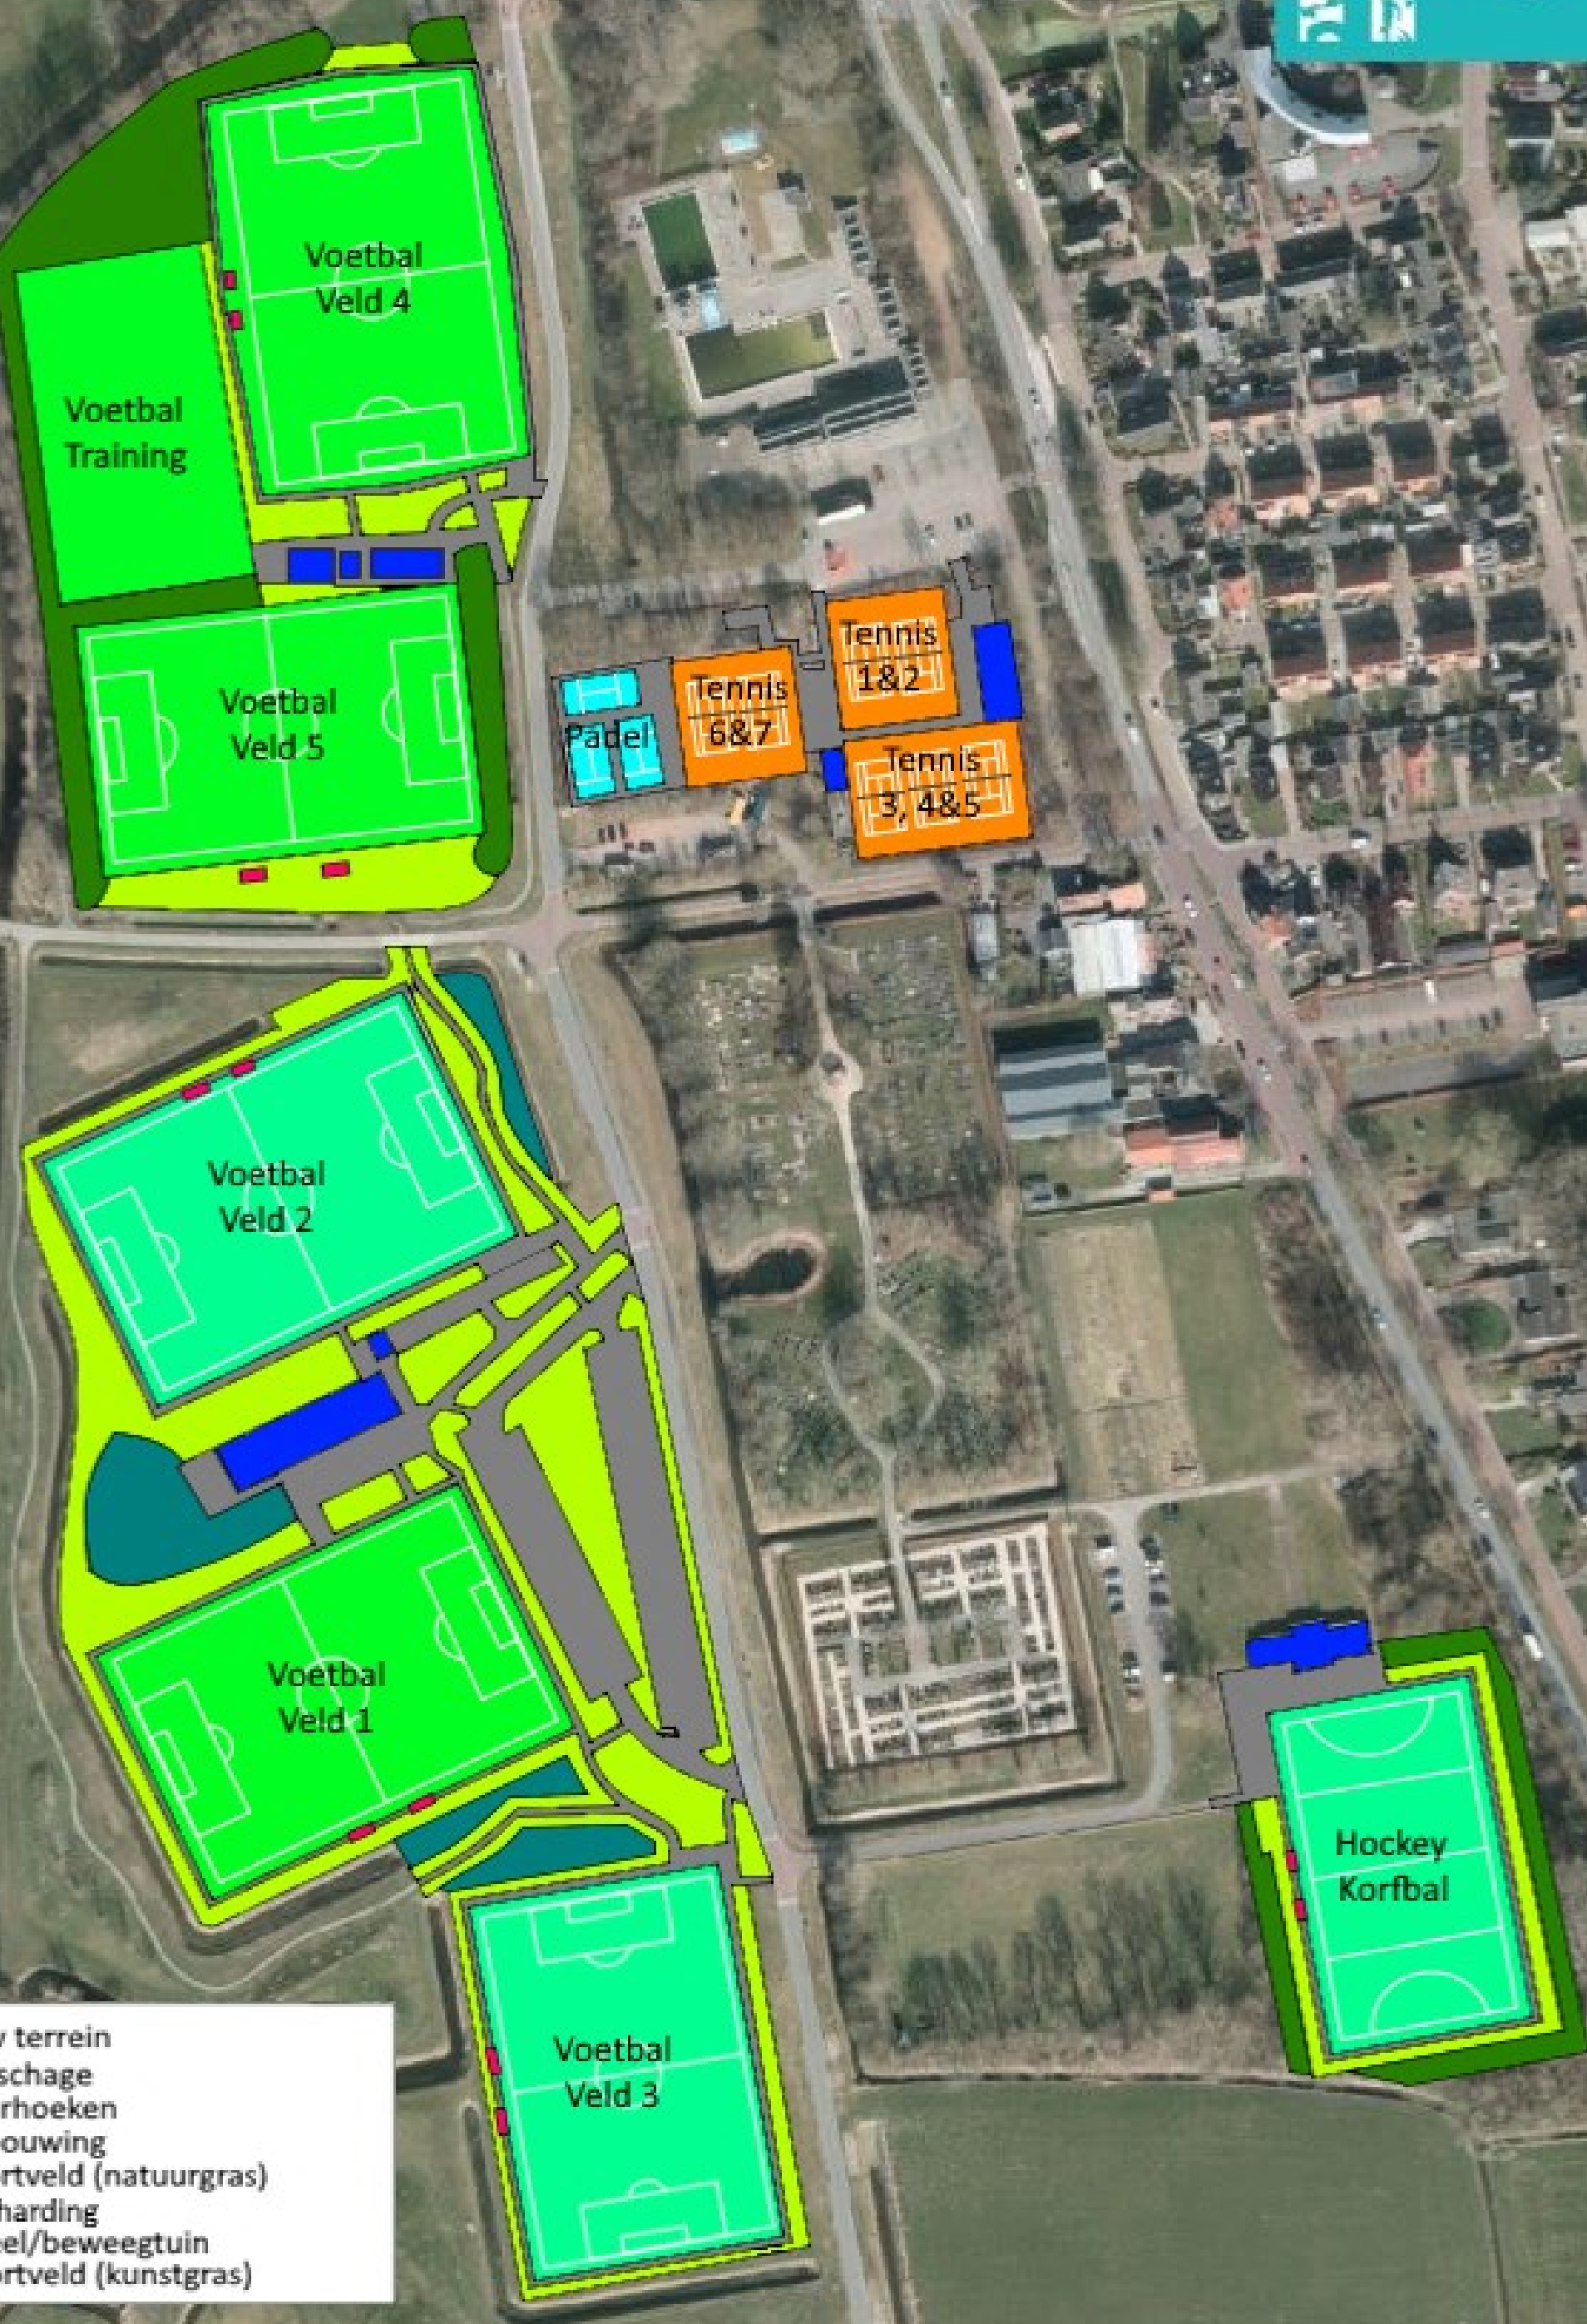 Voetbal
Veld 4
Voetbal
Training
Tennis
1&2
Tennis
6&7
Voetbal
Veld 5
Padel
Tennis
3, 4&5
Voetbal
Veld 2
Voetbal
Veld 1
Hockey
Korfbal
Voetbal
Veld 3
terrein
schage
rhoeken
ouwing
rtveld (natuurgras)
harding
el/beweegtuin
rtveld (kunstgras)